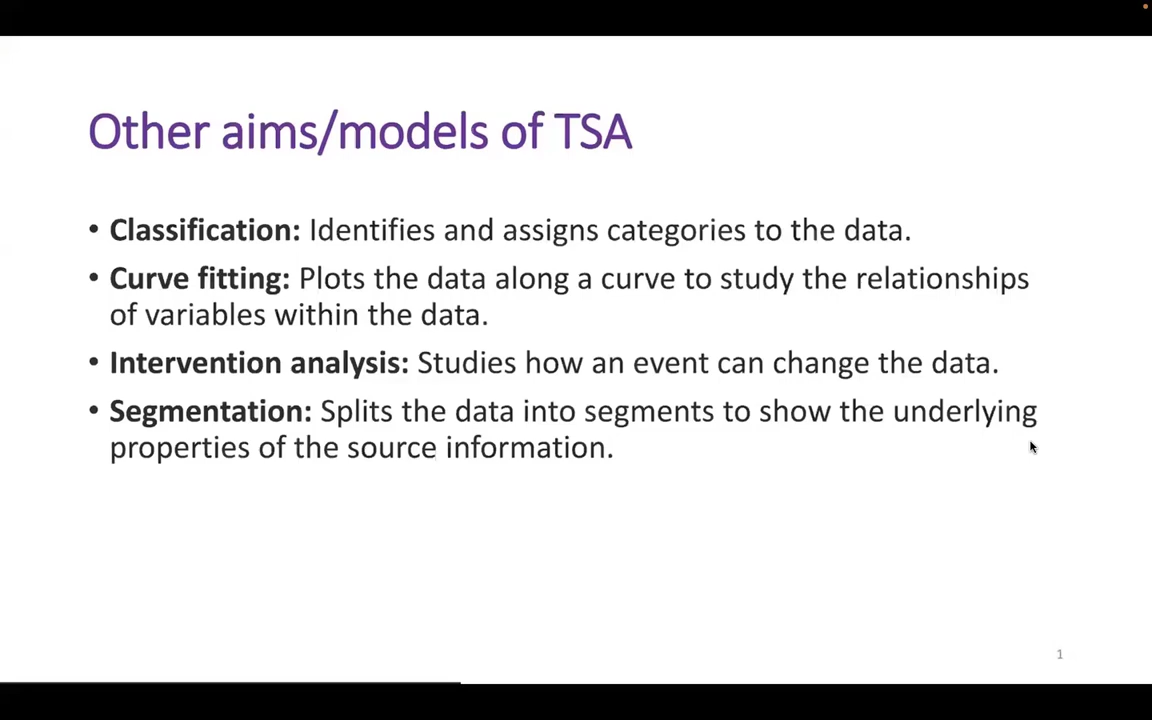 Other aims/models of TSA
• Classification: Identifies and assigns categories to the data.
• Curve fitting: Plots the data along a curve to study the relationships
of variables within the data.
• Intervention analysis: Studies how an event can change the data.
• Segmentation: Splits the data into segments to show the underlying
properties of the source information.
1